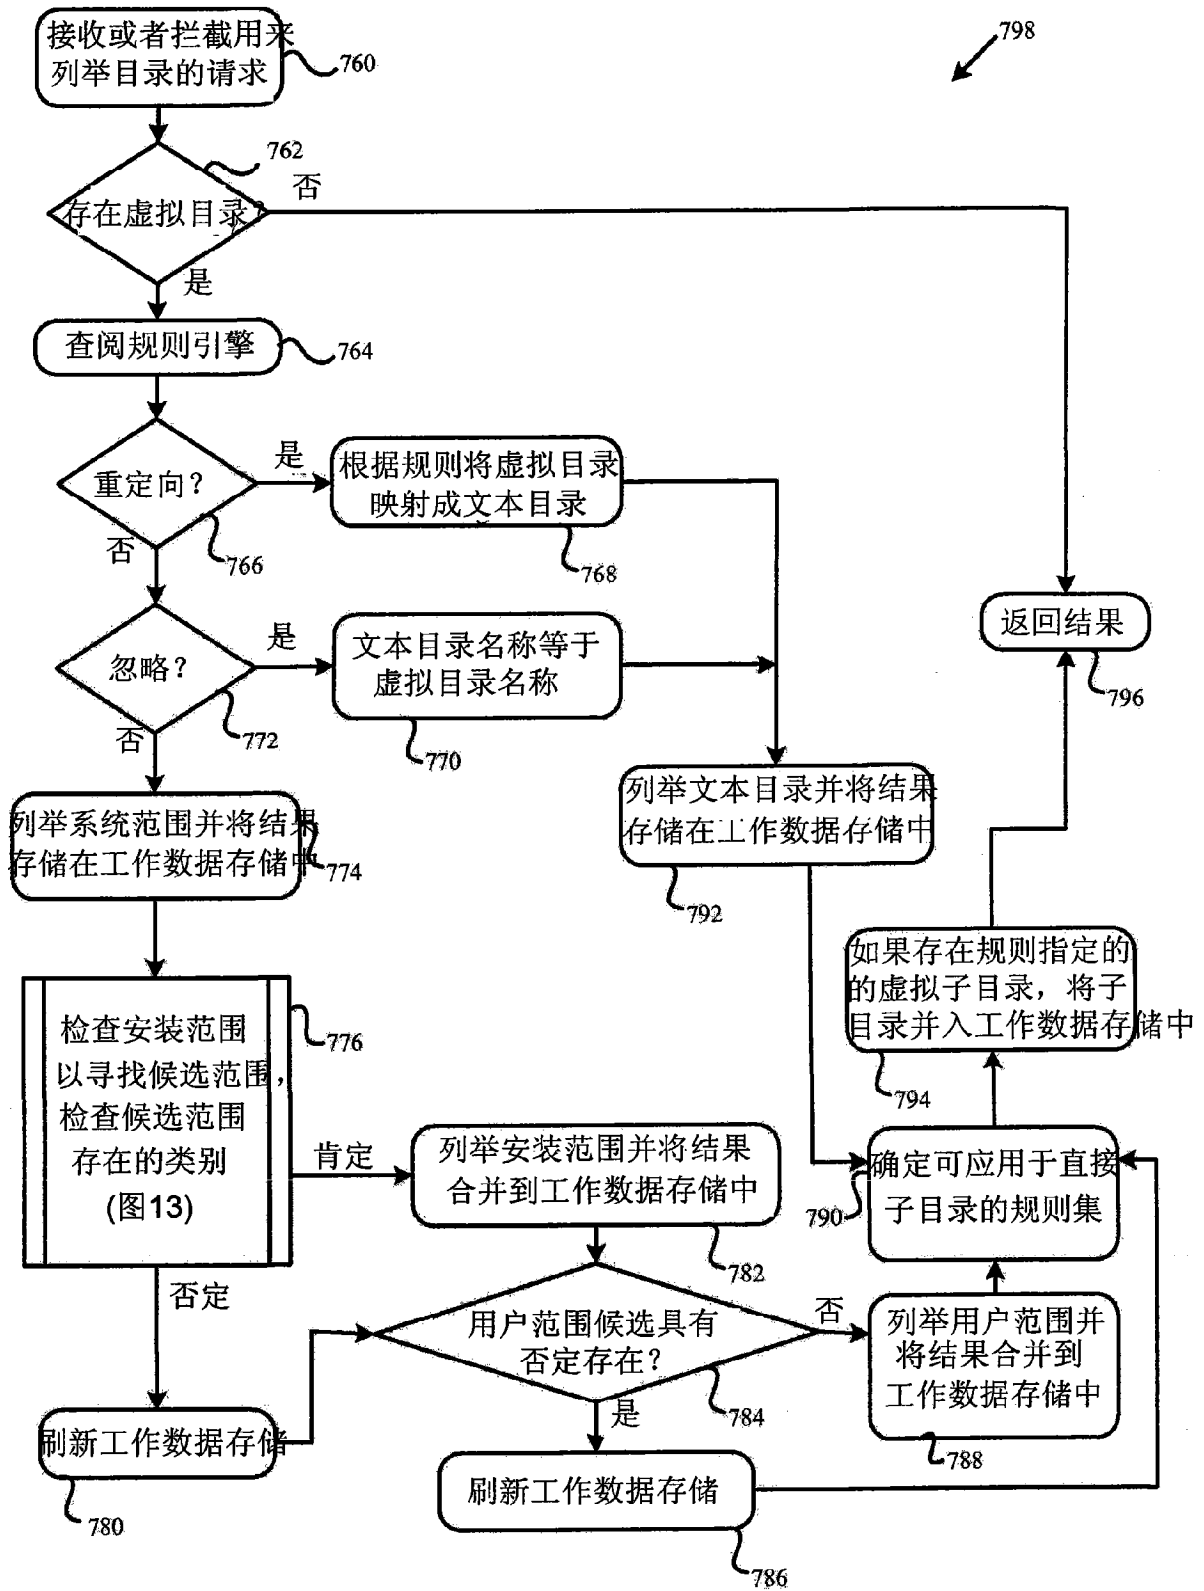 接收或者拦截用来
列举目录的请求
760
798
762
存在虚拟目录?
否
是
查阅规则引擎
764
重定向?
是
否
766
根据规则将虚拟目录
映射成文本目录
768
忽略?
是
否
772
文本目录名称等于
虚拟目录名称
770
返回结果
796
列举系统范围并将结果
存储在工作数据存储中
774
列举文本目录并将结果
存储在工作数据存储中
792
如果存在规则指定的
的虚拟子目录，将子
目录并入工作数据存储中
794
检查安装范围
以寻找候选范围，
检查候选范围
存在的类别
(图13)
776
肯定
否定
列举安装范围并将结果
合并到工作数据存储中
782
确定可应用于直接
子目录的规则集
790
用户范围候选具有
否定存在?
否
是
784
列举用户范围并
将结果合并到
工作数据存储中
788
刷新工作数据存储
780
刷新工作数据存储
786